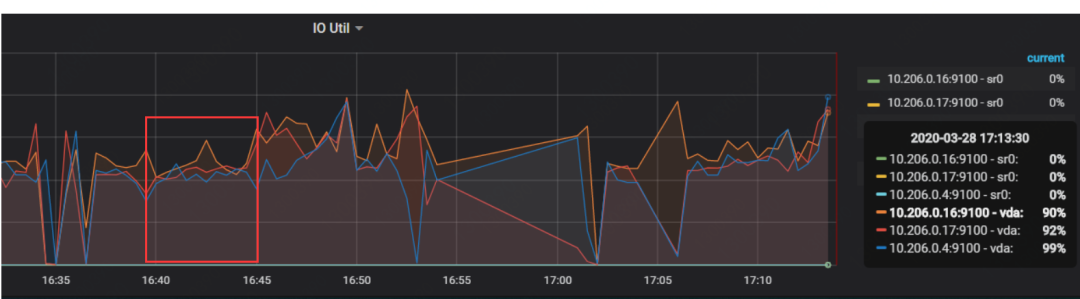 IO Util
current
10.206.0.16:9100 - sr0 0%
10.206.0.17:9100 - sr0 0%
2020-03-28 17:13:30
10.206.0.16:9100 - sr0: 0%
10.206.0.17:9100 - sr0: 0%
10.206.0.4:9100 - sr0: 0%
10.206.0.16:9100 - vda: 90%
10.206.0.17:9100 - vda: 92%
10.206.0.4:9100 - vda: 99%
16:35 16:40 16:45 16:50 16:55 17:00 17:05 17:10